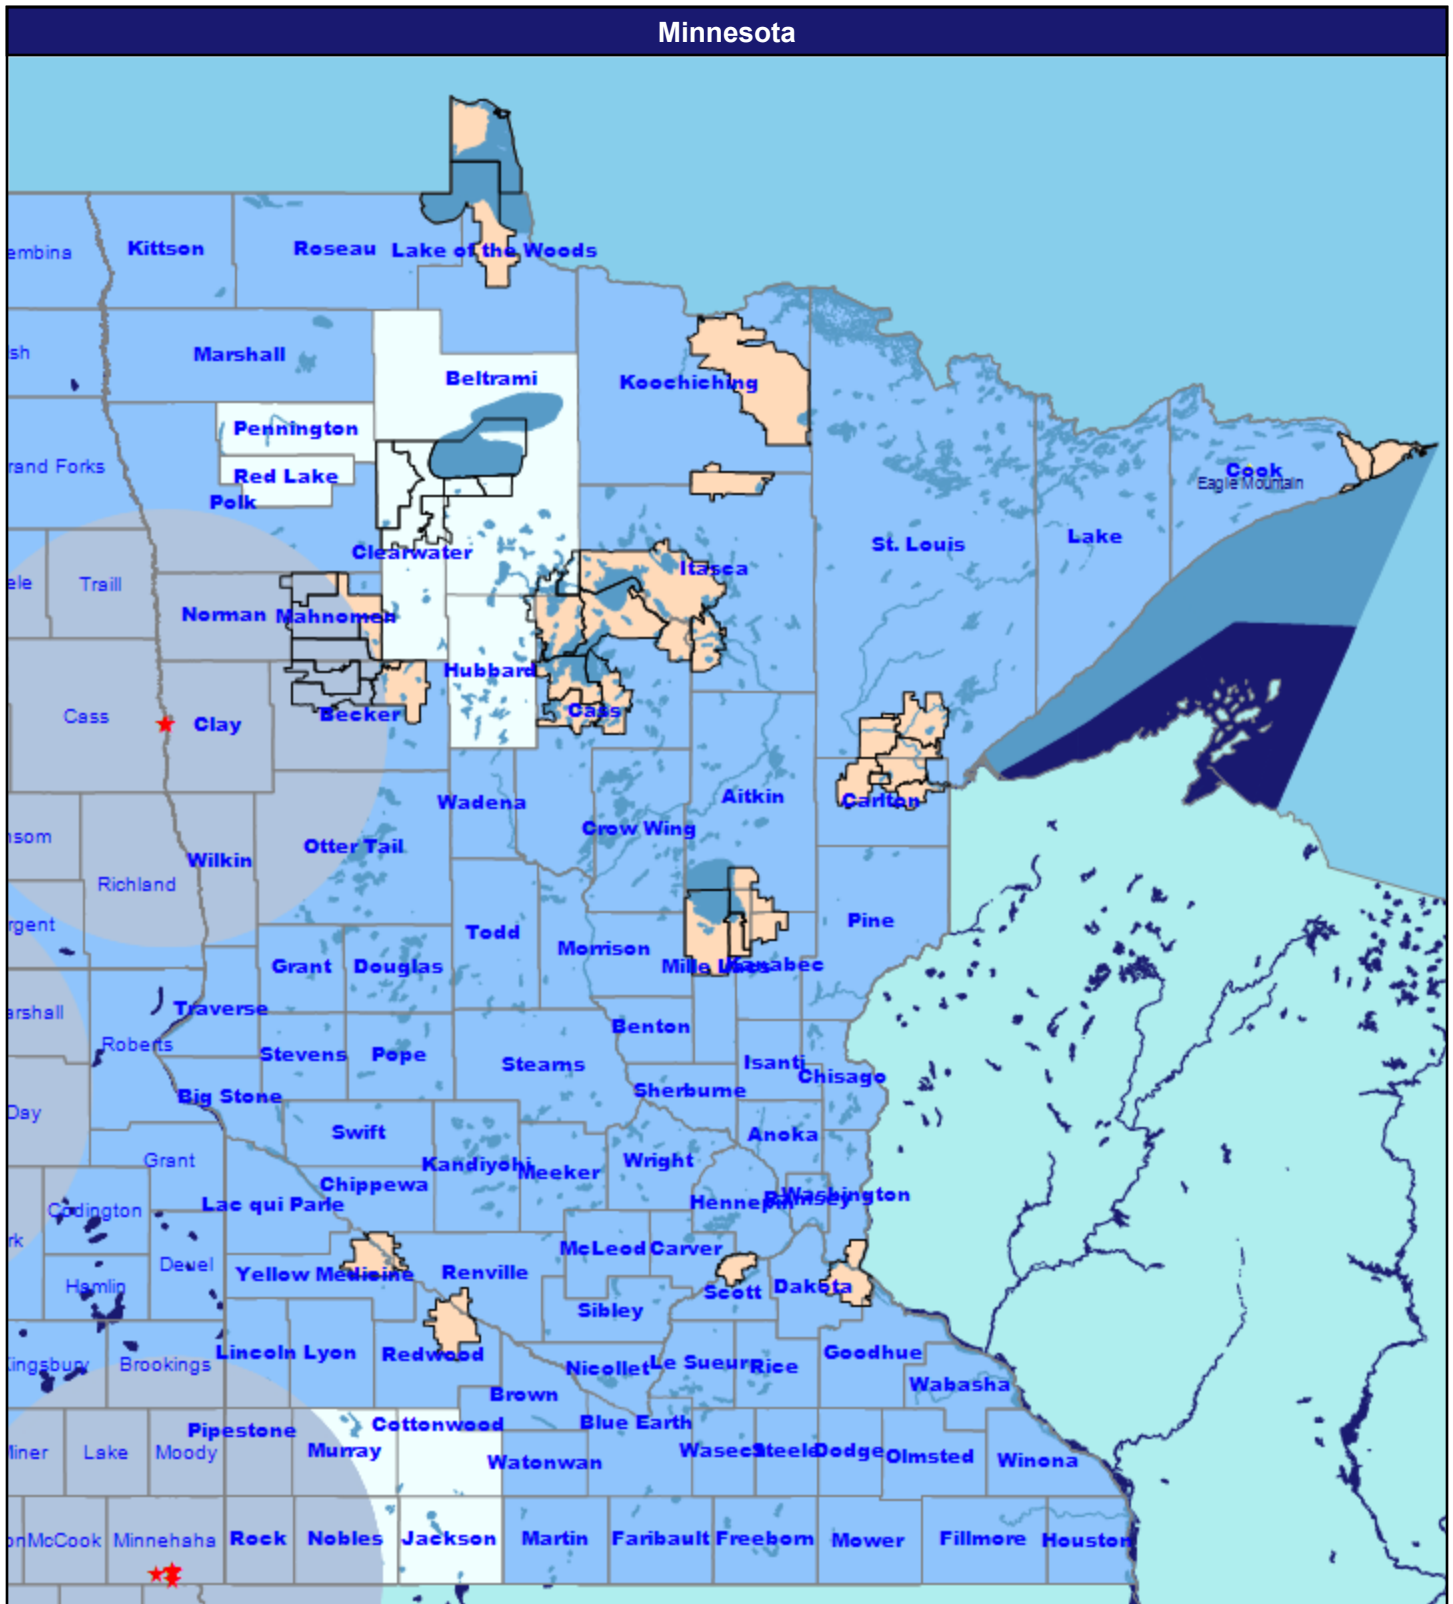 Minnesota
embina
Kittson
Roseau
Lake of the Woods
sh
Marshall
Beltrami
Koochiching
Pennington
rand Forks
Red Lake
Cook
Eagle Mountain
Polk
Lake
St. Louis
Clearwater
Itasca
ele
Traill
Norman
Mahnomen
Hubbard
Cass
Clay
Becker
Cass
Wadena
Aitkin
Carlton
nsom
Crow Wing
Otter Tail
Wilkin
Richland
rgent
Todd
Pine
Morrison
Grant
Douglas
Mille Lacs
Kanabec
arshall
Traverse
Roberts
Benton
Stevens
Pope
Stearns
Isanti
Chisago
Big Stone
Sherburne
Day
Swift
Anoka
Grant
Kandiyohi
Meeker
Wright
Chippewa
Lac qui Parle
Hennepin
Ramsey
Washington
Codington
rk
McLeod
Carver
Deuel
Yellow Medicine
Renville
Hamlin
Scott
Dakota
Sibley
Kingsbury
Brookings
Lincoln
Lyon
Redwood
Nicollet
Le Sueur
Rice
Goodhue
Wabasha
Brown
Pipestone
Cottonwood
Blue Earth
Miner
Lake
Moody
Murray
Watonwan
Waseca
Steele
Dodge
Olmsted
Winona
on
McCook
Minnehaha
Rock
Nobles
Jackson
Martin
Faribault
Freeborn
Mower
Fillmore
Houston